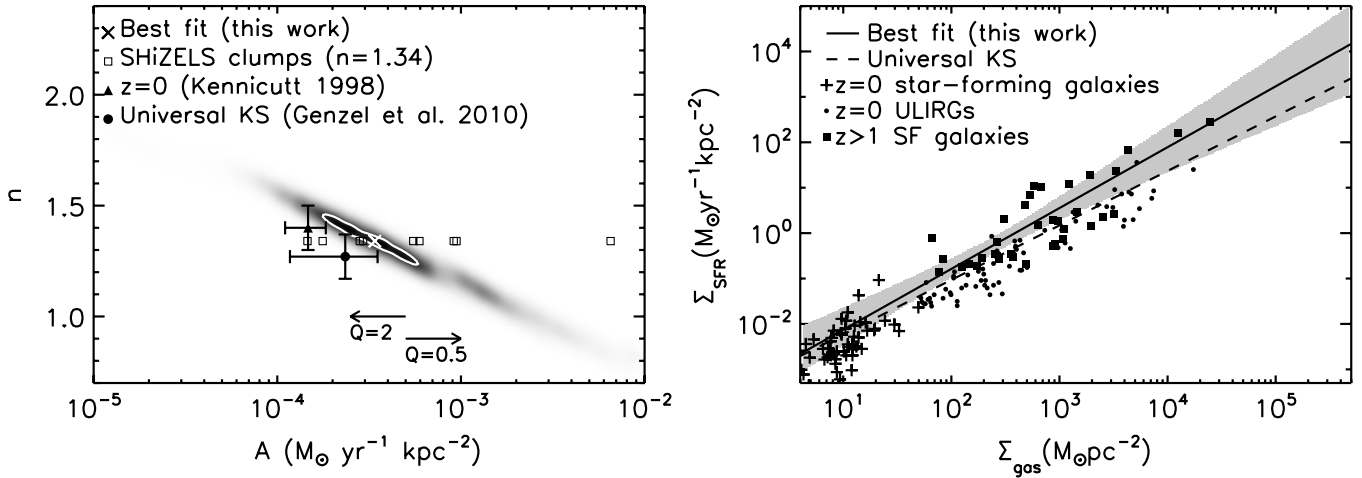 Best fit (this work)
SHiZELS clumps (n=1.34)
z=0 (Kennicutt 1998)
Universal KS (Genzel et al. 2010)
2.0
1.5
1.0
n
Q=2
Q=0.5
10⁻⁵
10⁻⁴
10⁻³
10⁻²
A (M⊙ yr⁻¹ kpc⁻²)
Best fit (this work)
Universal KS
z=0 star-forming galaxies
z=0 ULIRGs
z>1 SF galaxies
10⁴
10²
10⁰
10⁻²
Σ_SFR(M⊙yr⁻¹kpc⁻²)
10¹
10²
10³
10⁴
10⁵
Σ_gas(M⊙pc⁻²)